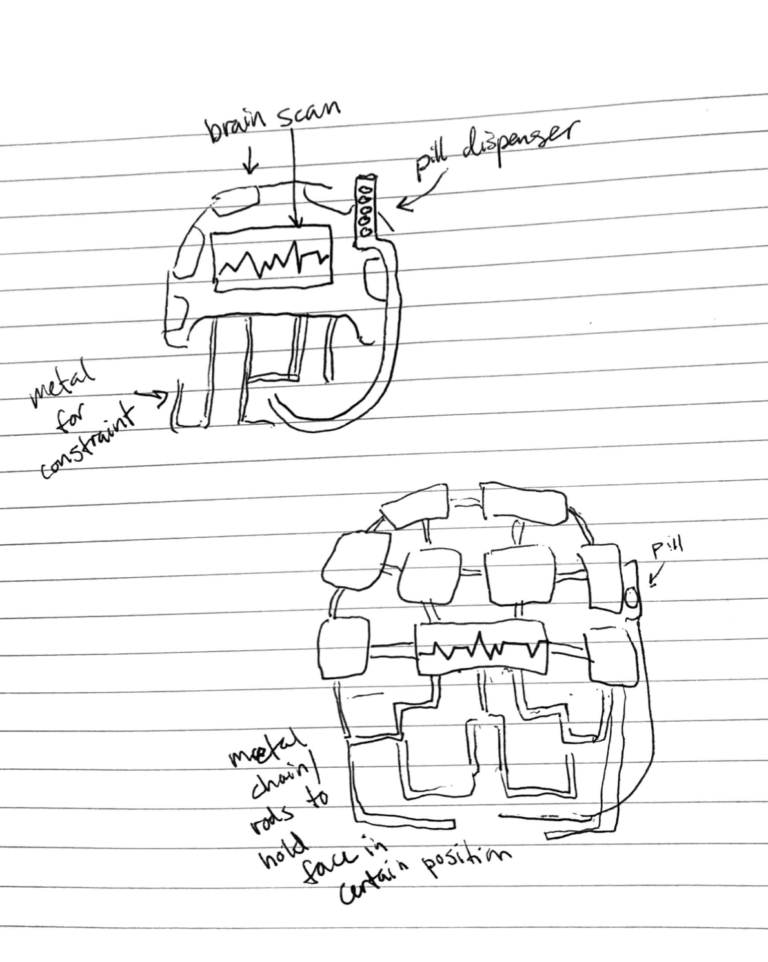 brain scan
pill dispenser
metal
for
constraint
pill
metal
chain/
rods to
hold
face in
certain position